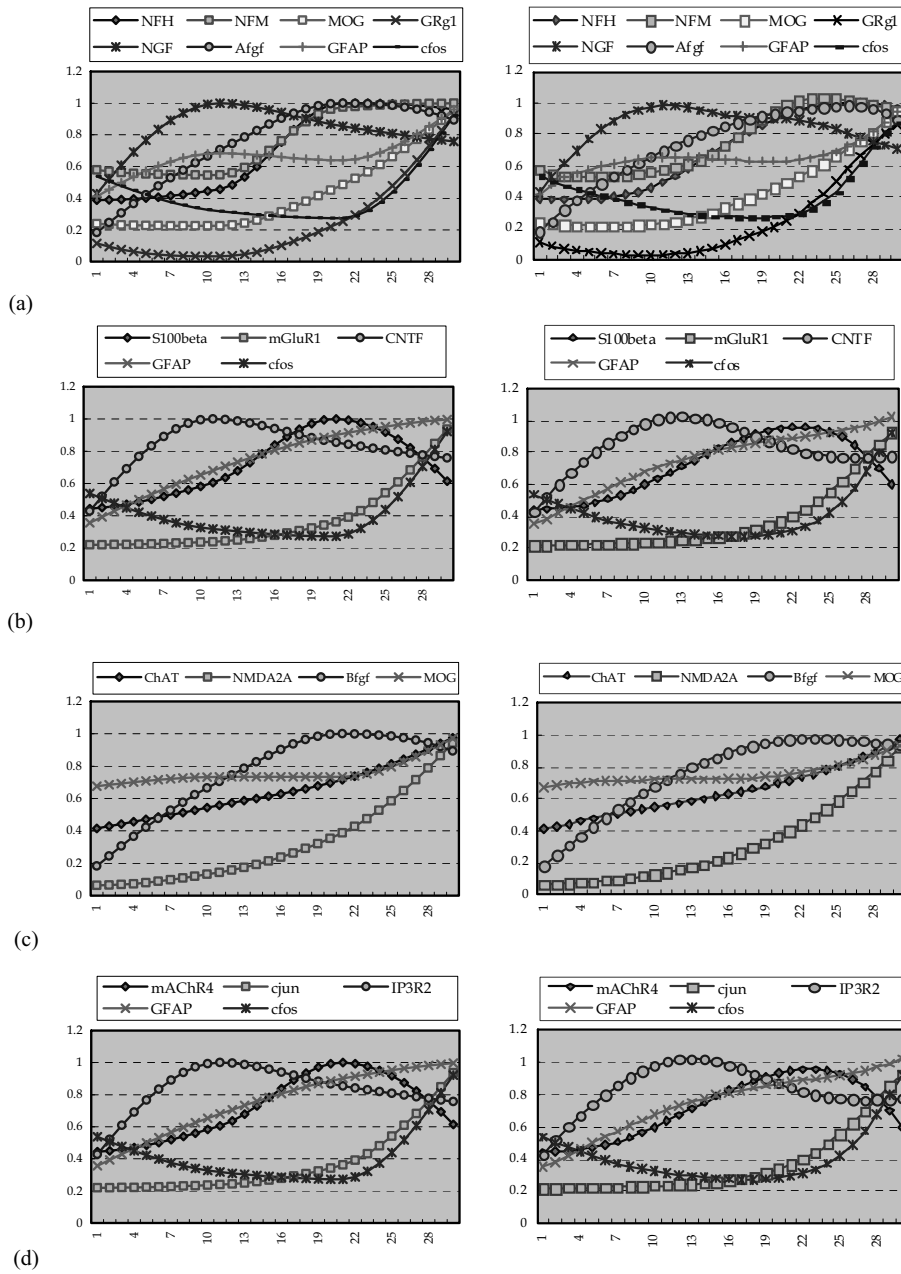 NFH NFM MOG GRg1
NGF Afgf GFAP cfos
1.2
1
0.8
0.6
0.4
0.2
0
1 4 7 10 13 16 19 22 25 28
NFH NFM MOG GRg1
NGF Afgf GFAP cfos
1.2
1
0.8
0.6
0.4
0.2
0
1 4 7 10 13 16 19 22 25 28
(a)
S100beta mGluR1 CNTF
GFAP cfos
1.2
1
0.8
0.6
0.4
0.2
0
1 4 7 10 13 16 19 22 25 28
S100beta mGluR1 CNTF
GFAP cfos
1.2
1
0.8
0.6
0.4
0.2
0
1 4 7 10 13 16 19 22 25 28
(b)
ChAT NMDA2A Bfgf MOG
1.2
1
0.8
0.6
0.4
0.2
0
1 4 7 10 13 16 19 22 25 28
ChAT NMDA2A Bfgf MOG
1.2
1
0.8
0.6
0.4
0.2
0
1 4 7 10 13 16 19 22 25 28
(c)
mAChR4 cjun IP3R2
GFAP cfos
1.2
1
0.8
0.6
0.4
0.2
0
1 4 7 10 13 16 19 22 25 28
mAChR4 cjun IP3R2
GFAP cfos
1.2
1
0.8
0.6
0.4
0.2
0
1 4 7 10 13 16 19 22 25 28
(d)